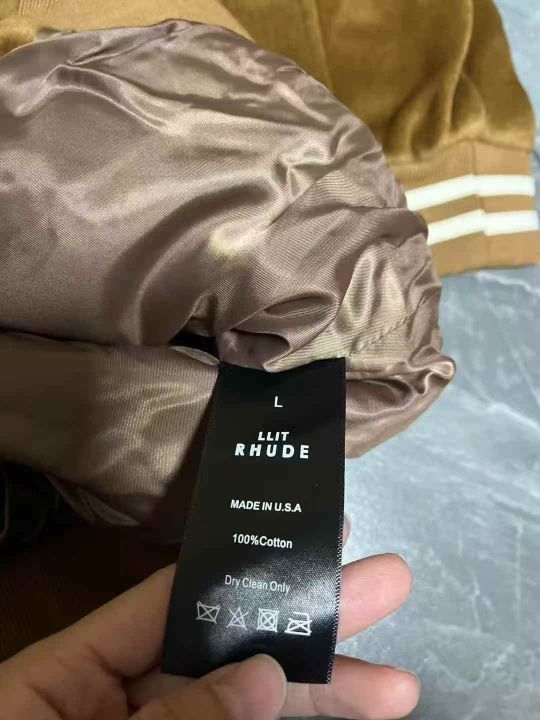 L
LLIT
RHUDE
MADE IN U.S.A
100%Cotton
Dry Clean Only